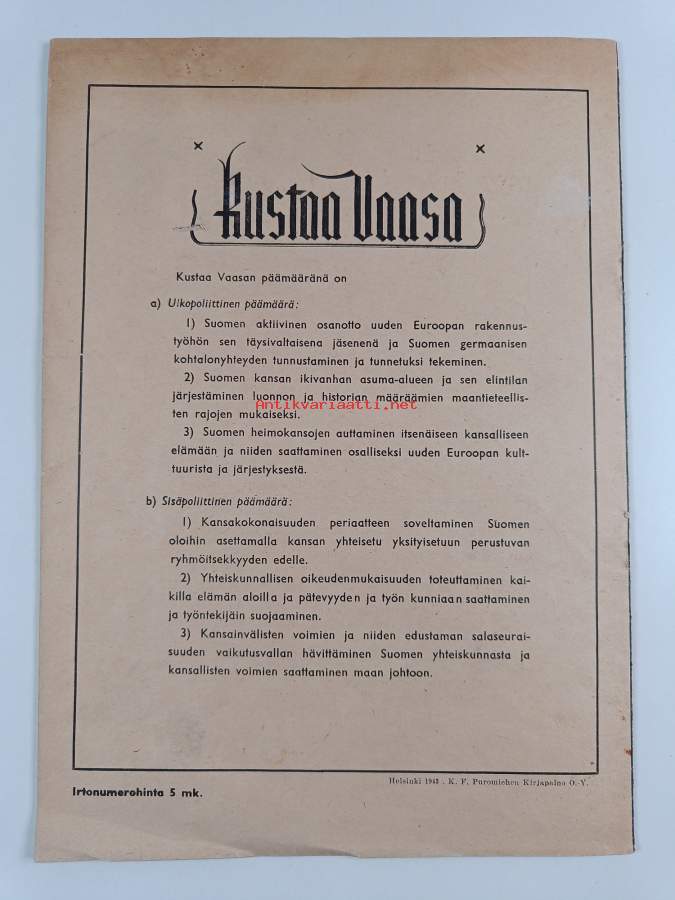 Kustaa Vaasa
Kustaa Vaasan päämääränä on
a) Ulkopoliittinen päämäärä:
1) Suomen aktiivinen osanotto uuden Euroopan rakennus-
työhön sen täysivaltaisena jäsenenä ja Suomen germaanisen
kohtalonyhteyden tunnustaminen ja tunnetuksi tekeminen.
2) Suomen kansan ikivanhan asuma-alueen ja sen elintilan
järjestäminen luonnon ja historian määräämien maantieteellis-
Antikvariaatti.net
ten rajojen mukaiseksi.
3) Suomen heimokansojen auttaminen itsenäiseen kansalliseen
elämään ja niiden saattaminen osalliseksi uuden Euroopan kult-
tuurista ja järjestyksestä.
b) Sisäpoliittinen päämäärä:
1) Kansakokonaisuuden periaatteen soveltaminen Suomen
oloihin asettamalla kansan yhteisetu yksityisetuun perustuvan
ryhmöitsekkyyden edelle.
2) Yhteiskunnallisen oikeudenmukaisuuden toteuttaminen kai-
killa elämän aloilla ja pätevyyden ja työn kunniaan saattaminen
ja työntekijäin suojaaminen.
3) Kansainvälisten voimien ja niiden edustaman salaseurai-
suuden vaikutusvallan hävittäminen Suomen yhteiskunnasta ja
kansallisten voimien saattaminen maan johtoon.
Helsinki 1943 . K. F. Puromiehen Kirjapaino O.-Y.
Irtonumerohinta 5 mk.